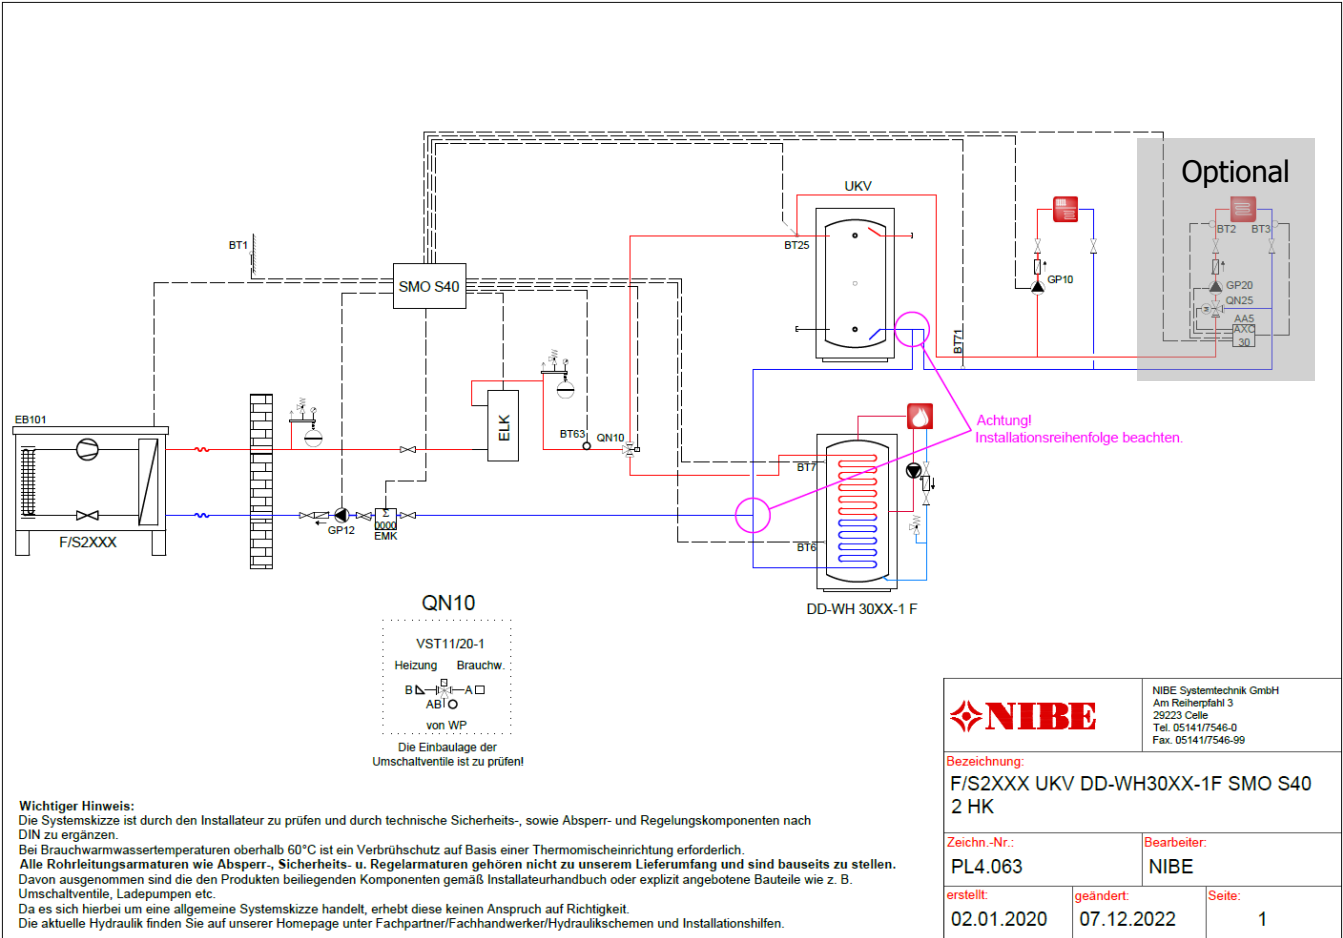 Optional
UKV
BT1
BT25
BT2
BT3
SMO S40
GP10
GP20
QN25
AA5
AXC
30
BT71
EB101
ELK
BT63
QN10
Achtung!
Installationsreihenfolge beachten.
BT7
GP12
Σ
0000
EMK
F/S2XXX
BT6
DD-WH 30XX-1 F
QN10
VST11/20-1
Heizung Brauchw.
B A
AB
von WP
Die Einbaulage der
Umschaltventile ist zu prüfen!
NIBE
NIBE Systemtechnik GmbH
Am Reiherpfahl 3
29223 Celle
Tel. 05141/7546-0
Fax. 05141/7546-99
Bezeichnung:
F/S2XXX UKV DD-WH30XX-1F SMO S40
2 HK
Zeichn.-Nr.: Bearbeiter:
PL4.063 NIBE
erstellt: geändert: Seite:
02.01.2020 07.12.2022 1
Wichtiger Hinweis:
Die Systemskizze ist durch den Installateur zu prüfen und durch technische Sicherheits-, sowie Absperr- und Regelungskomponenten nach
DIN zu ergänzen.
Bei Brauchwarmwassertemperaturen oberhalb 60°C ist ein Verbrühschutz auf Basis einer Thermomischeinrichtung erforderlich.
Alle Rohrleitungsarmaturen wie Absperr-, Sicherheits- u. Regelarmaturen gehören nicht zu unserem Lieferumfang und sind bauseits zu stellen.
Davon ausgenommen sind die den Produkten beiliegenden Komponenten gemäß Installateurhandbuch oder explizit angebotene Bauteile wie z. B.
Umschaltventile, Ladepumpen etc.
Da es sich hierbei um eine allgemeine Systemskizze handelt, erhebt diese keinen Anspruch auf Richtigkeit.
Die aktuelle Hydraulik finden Sie auf unserer Homepage unter Fachpartner/Fachhandwerker/Hydraulikschemen und Installationshilfen.